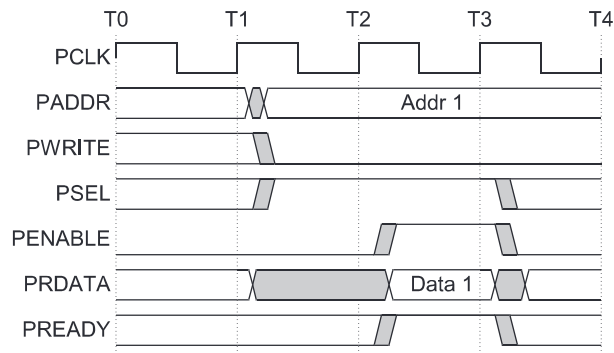 T0 T1 T2 T3 T4
PCLK
PADDR Addr 1
PWRITE
PSEL
PENABLE
PRDATA Data 1
PREADY